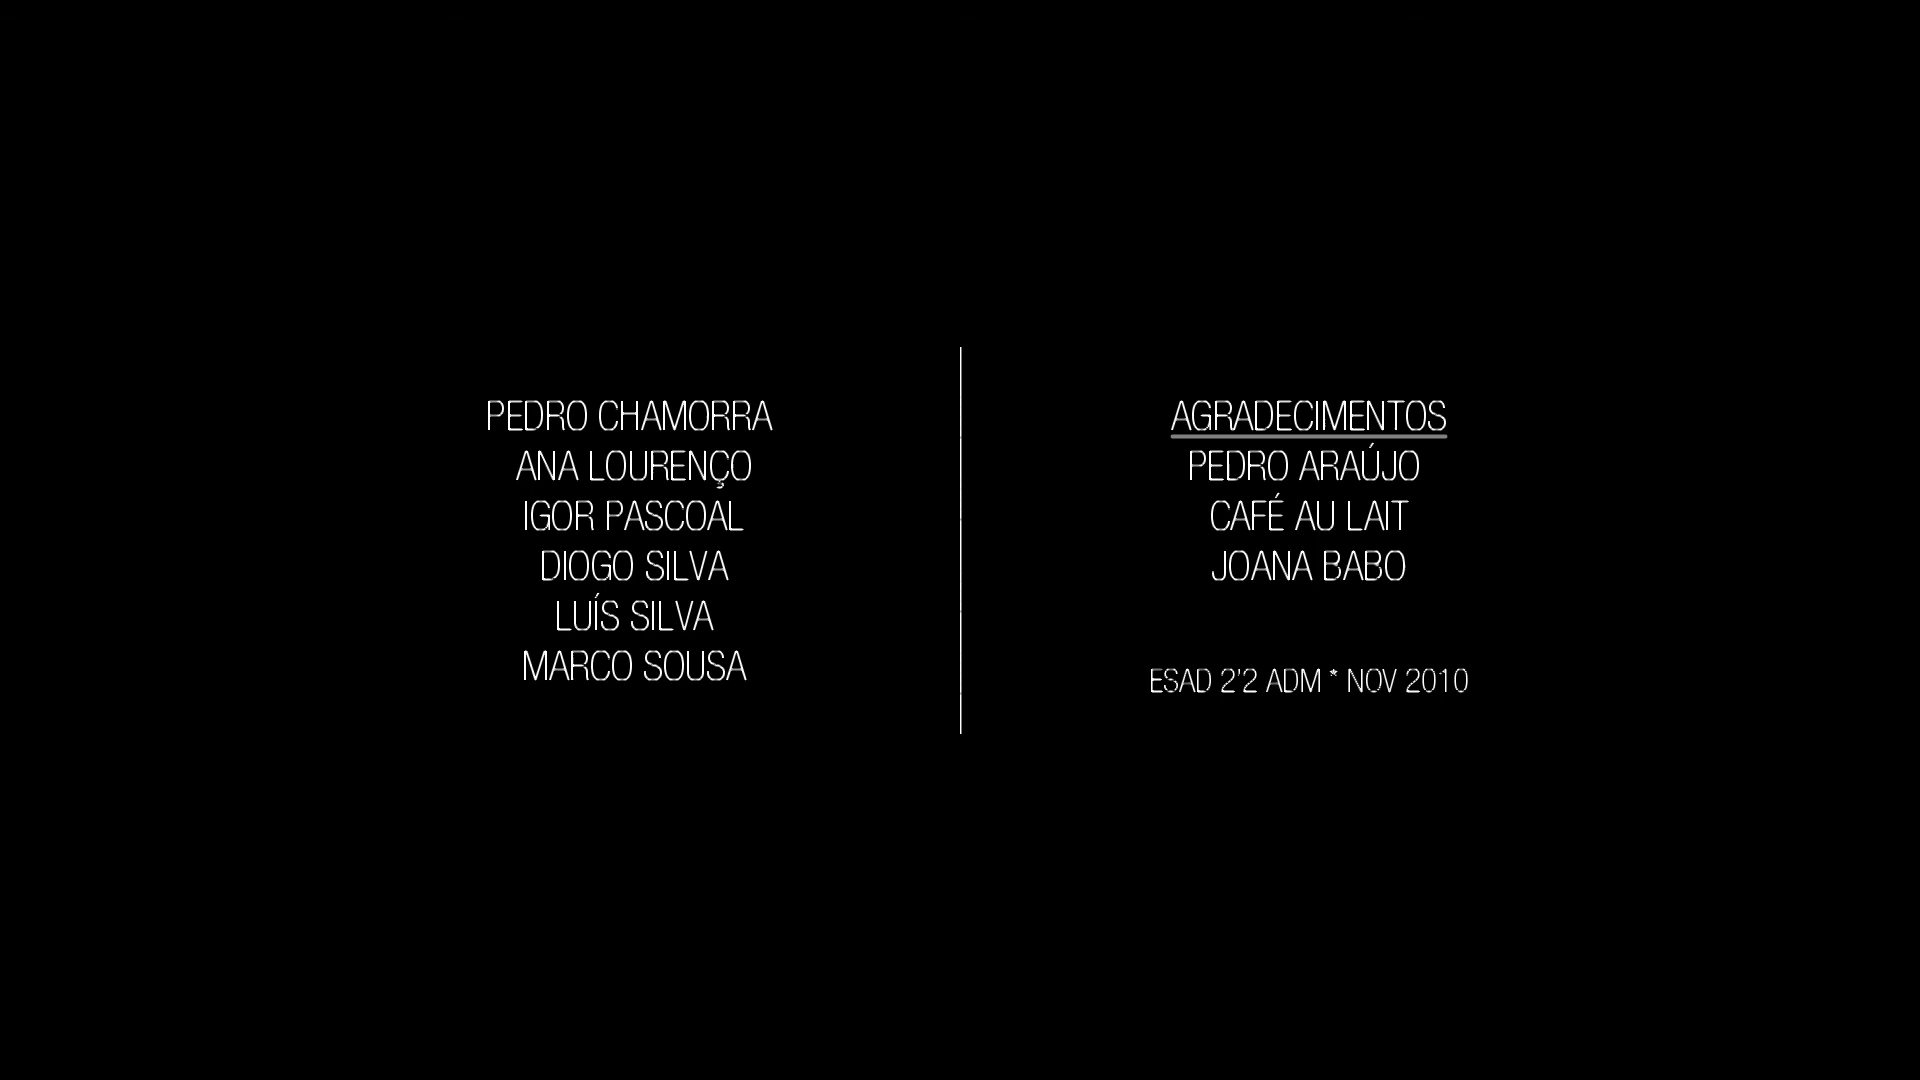 PEDRO CHAMORRA
ANA LOURENÇO
IGOR PASCOAL
DIOGO SILVA
LUÍS SILVA
MARCO SOUSA
AGRADECIMENTOS
PEDRO ARAÚJO
CAFÉ AU LAIT
JOANA BABO
ESAD 2'2 ADM * NOV 2010